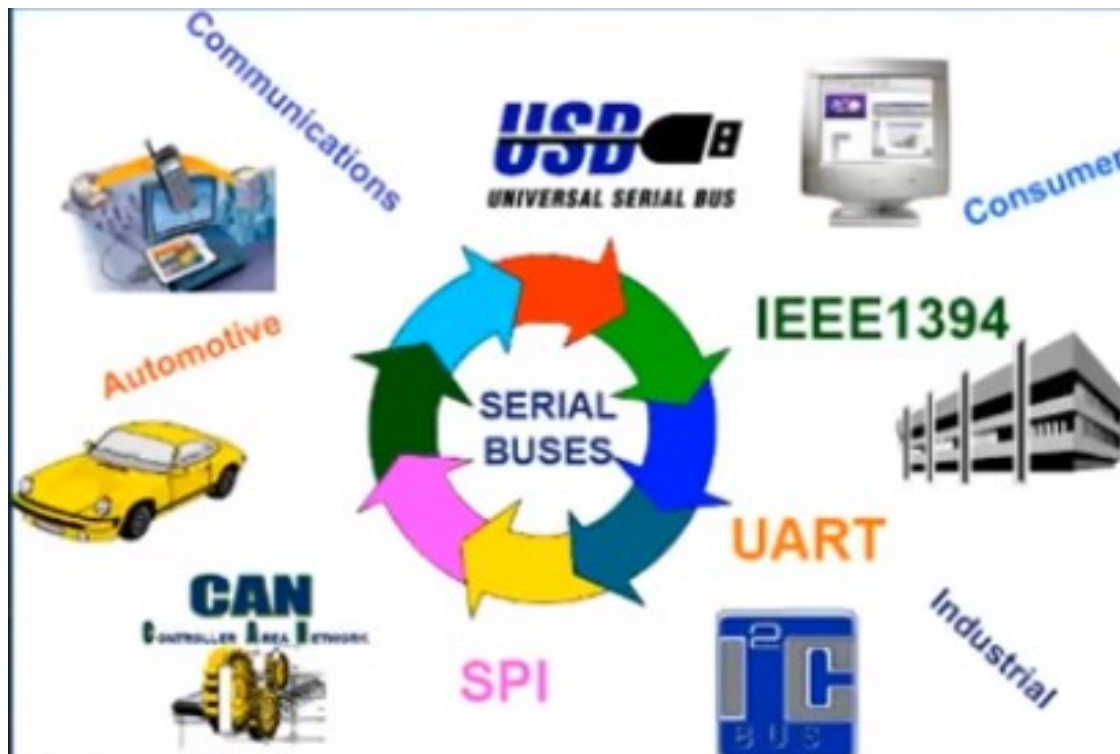 Communications
USB
UNIVERSAL SERIAL BUS
Consumer
IEEE1394
Automotive
SERIAL
BUSES
UART
CAN
CONTROLLER AREA NETWORK
Industrial
SPI
I²C
BUS